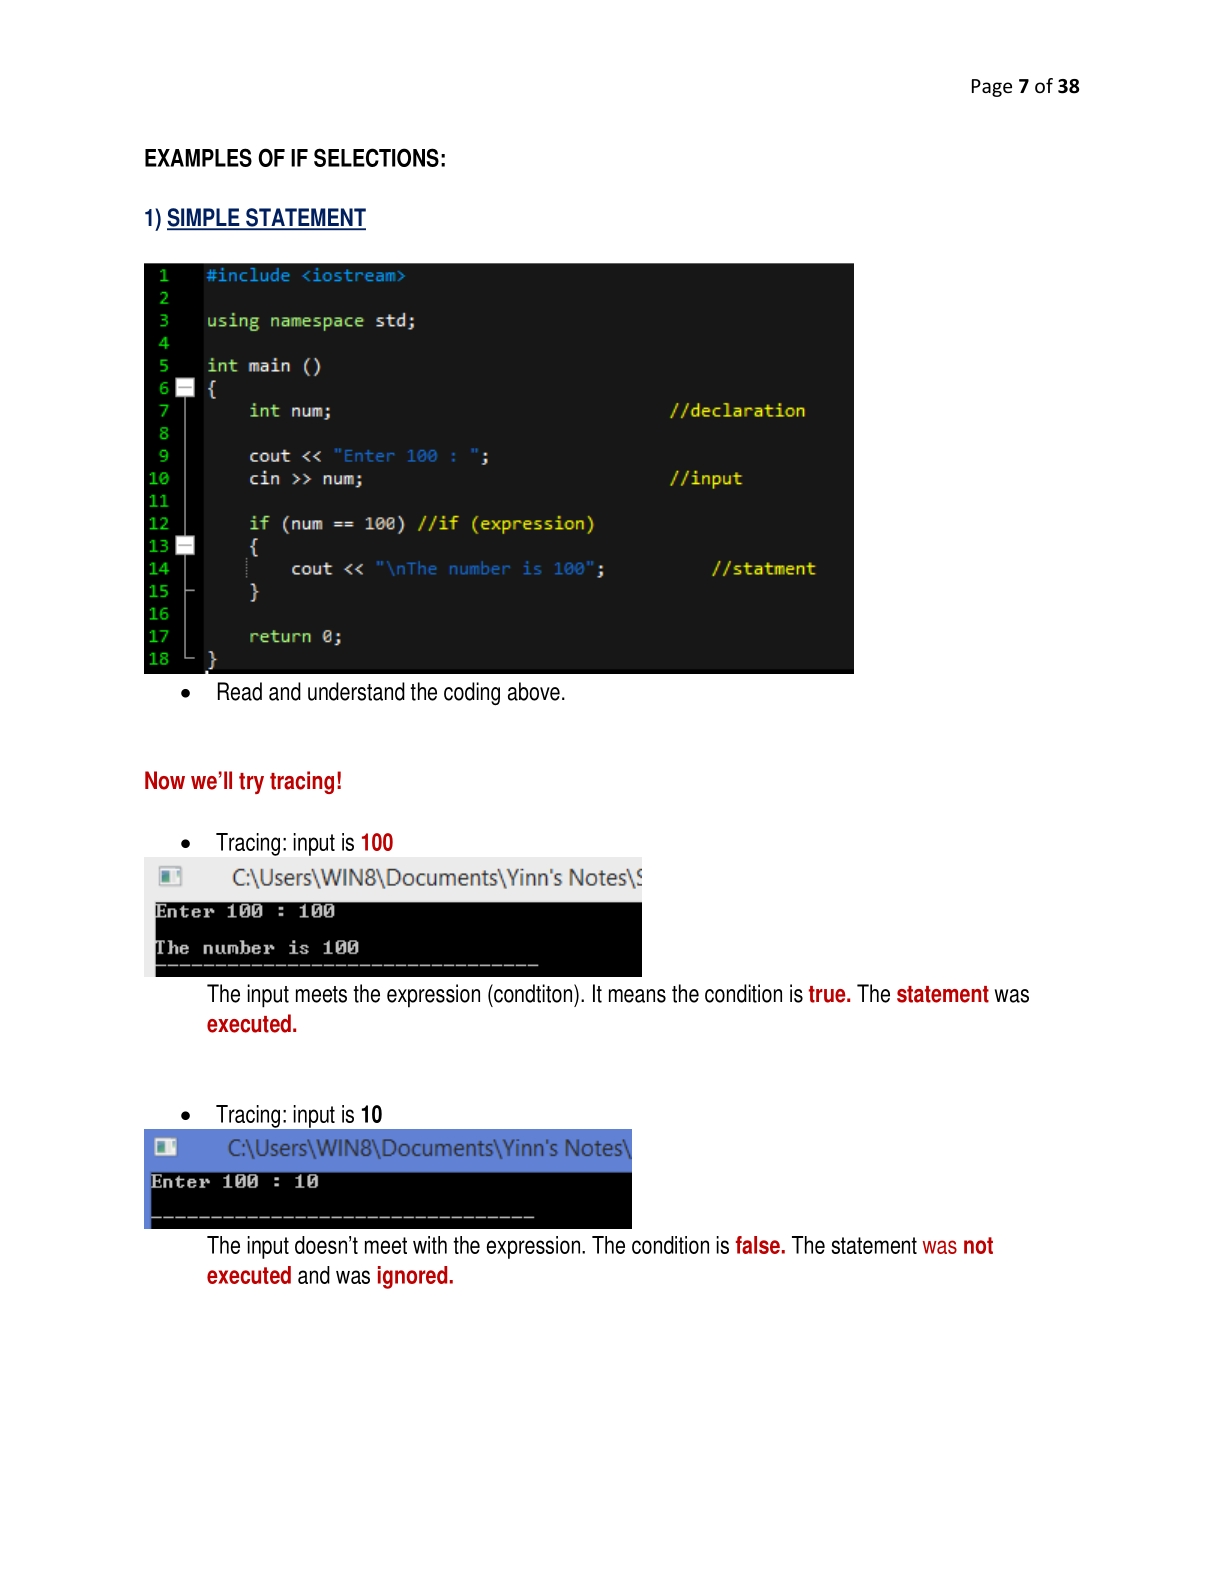 Page 7 of 38
EXAMPLES OF IF SELECTIONS:
1) SIMPLE STATEMENT
1 #include <iostream>
2
3 using namespace std;
4
5 int main ()
6 {
7 int num; //declaration
8
9 cout << "Enter 100 : ";
10 cin >> num; //input
11
12 if (num == 100) //if (expression)
13 {
14 cout << "\nThe number is 100"; //statment
15 }
16
17 return 0;
18 }
• Read and understand the coding above.
Now we’ll try tracing!
• Tracing: input is 100
C:\Users\WIN8\Documents\Yinn's Notes\S
Enter 100 : 100
The number is 100
--------------------------------
The input meets the expression (condtiton). It means the condition is true. The statement was
executed.
• Tracing: input is 10
C:\Users\WIN8\Documents\Yinn's Notes\
Enter 100 : 10
--------------------------------
The input doesn’t meet with the expression. The condition is false. The statement was not
executed and was ignored.